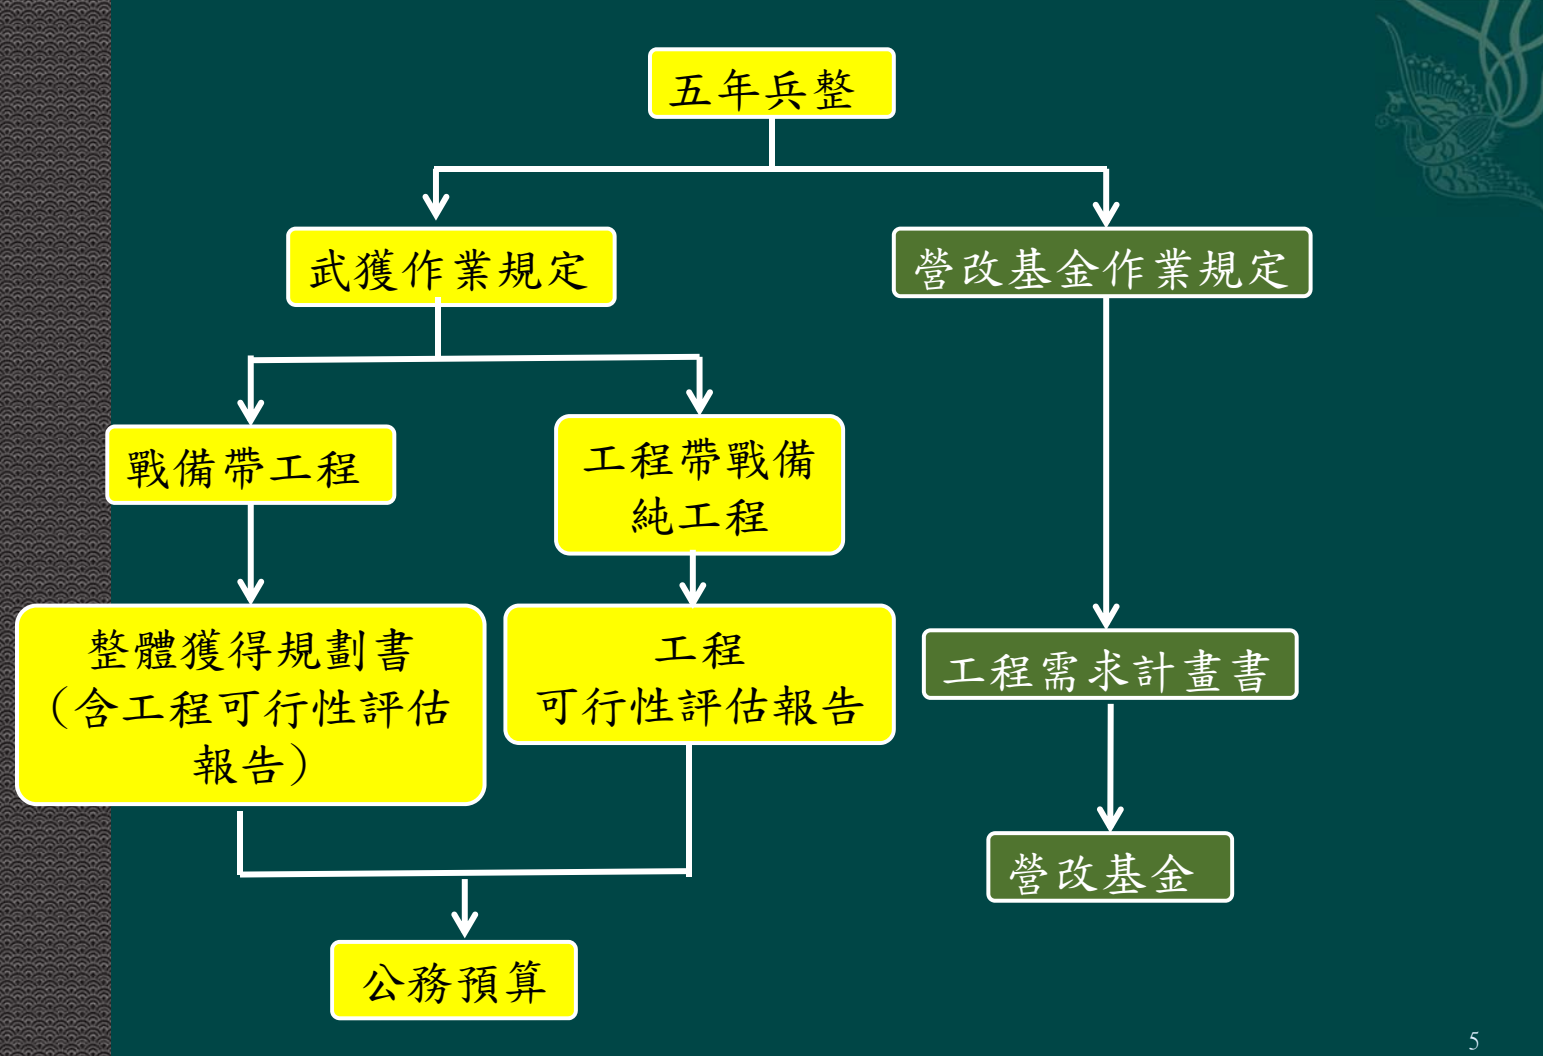 五年兵整
武獲作業規定
營改基金作業規定
戰備帶工程
工程帶戰備
純工程
整體獲得規劃書
（含工程可行性評估
報告）
工程
可行性評估報告
工程需求計畫書
營改基金
公務預算
5